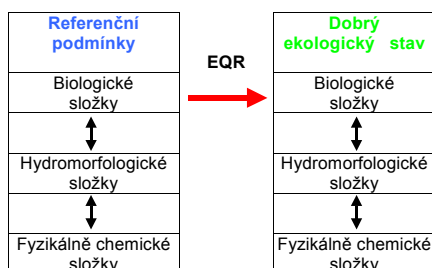 Referenční
podmínky
Biologické
složky
Hydromorfologické
složky
Fyzikálně chemické
složky
EQR
Dobrý
ekologický stav
Biologické
složky
Hydromorfologické
složky
Fyzikálně chemické
složky